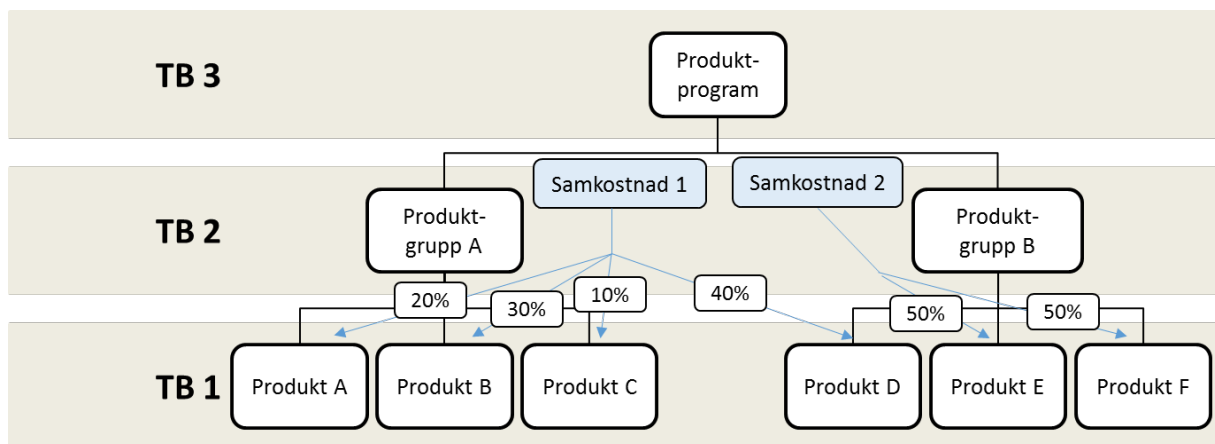 TB 3
Produkt-
program
TB 2
Samkostnad 1
Samkostnad 2
Produkt-
grupp A
Produkt-
grupp B
20%
30%
10%
40%
50%
50%
TB 1
Produkt A
Produkt B
Produkt C
Produkt D
Produkt E
Produkt F